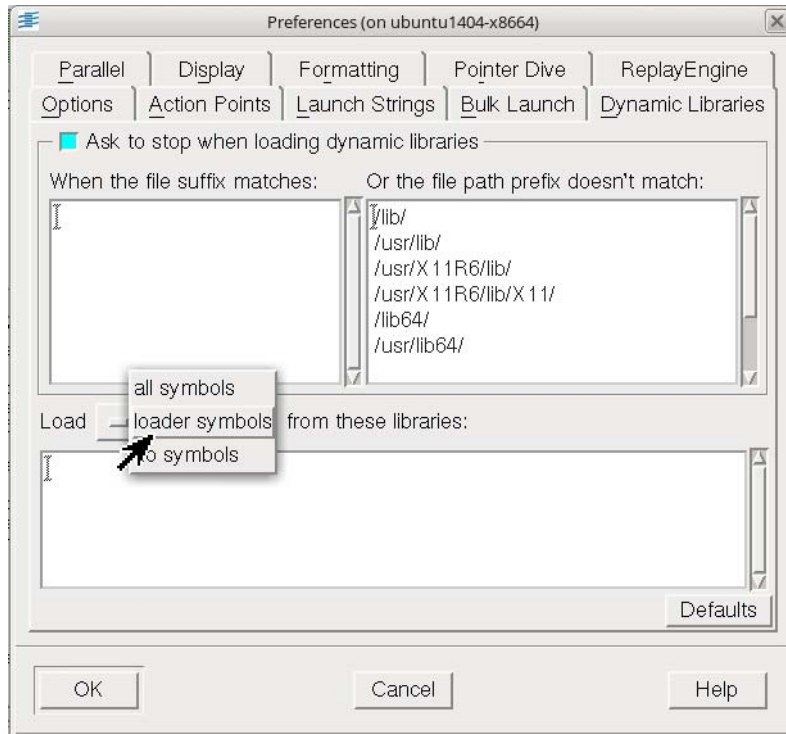 Preferences (on ubuntu1404-x8664)
Parallel Display Formatting Pointer Dive ReplayEngine
Options Action Points Launch Strings Bulk Launch Dynamic Libraries
Ask to stop when loading dynamic libraries
When the file suffix matches: Or the file path prefix doesn't match:
/lib/
/usr/lib/
/usr/X11R6/lib/
/usr/X11R6/lib/X11/
/lib64/
/usr/lib64/
all symbols
Load loader symbols from these libraries:
no symbols
Defaults
OK Cancel Help